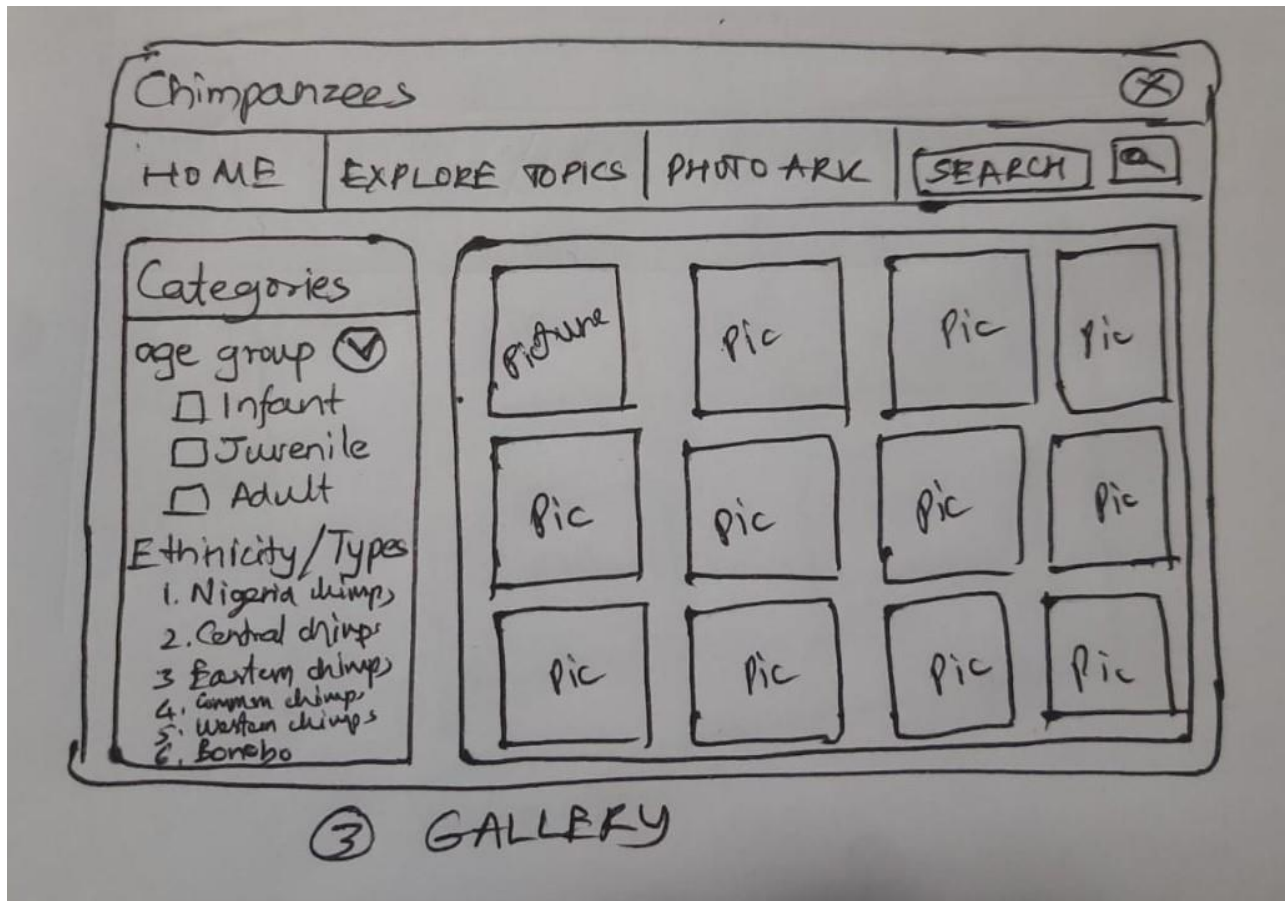 Chimpanzees
HOME EXPLORE TOPICS PHOTO ARK SEARCH
Categories
age group
Infant
Juvenile
Adult
Ethinicity/Types
1. Nigeria chimps
2. Central chimps
3 Eastern chimps
4. Common chimps
5. Western chimps
6. Bonobo
Picture Pic Pic Pic
Pic Pic Pic Pic
Pic Pic Pic Pic
3 GALLERY